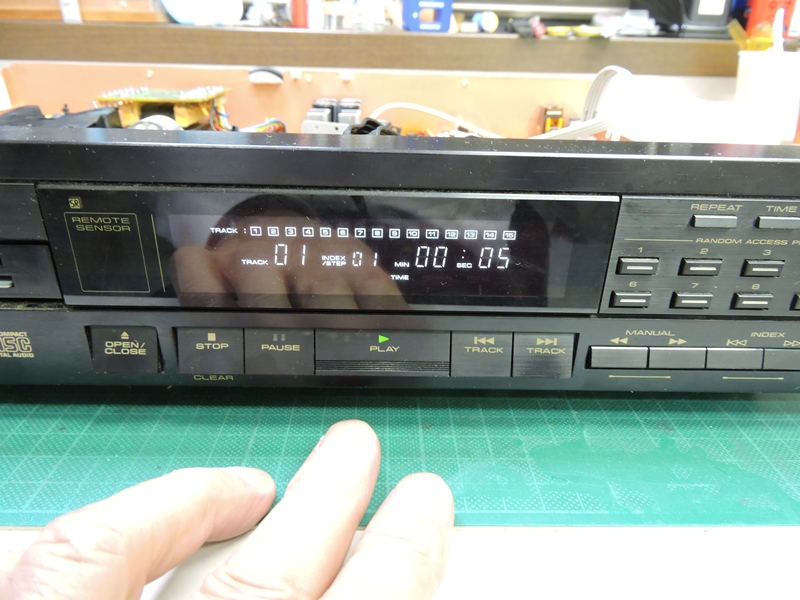 SR
REMOTE
SENSOR
TRACK : 1 2 3 4 5 6 7 8 9 10 11 12 13 14 15
TRACK 01 INDEX /STEP 01 MIN 00 : SEC 05
TIME
REPEAT TIME
RANDOM ACCESS
1 2 3
6 7 8
COMPACT
DISC
DIGITAL AUDIO
OPEN/
CLOSE
STOP
CLEAR
PAUSE
PLAY
TRACK
TRACK
MANUAL
INDEX